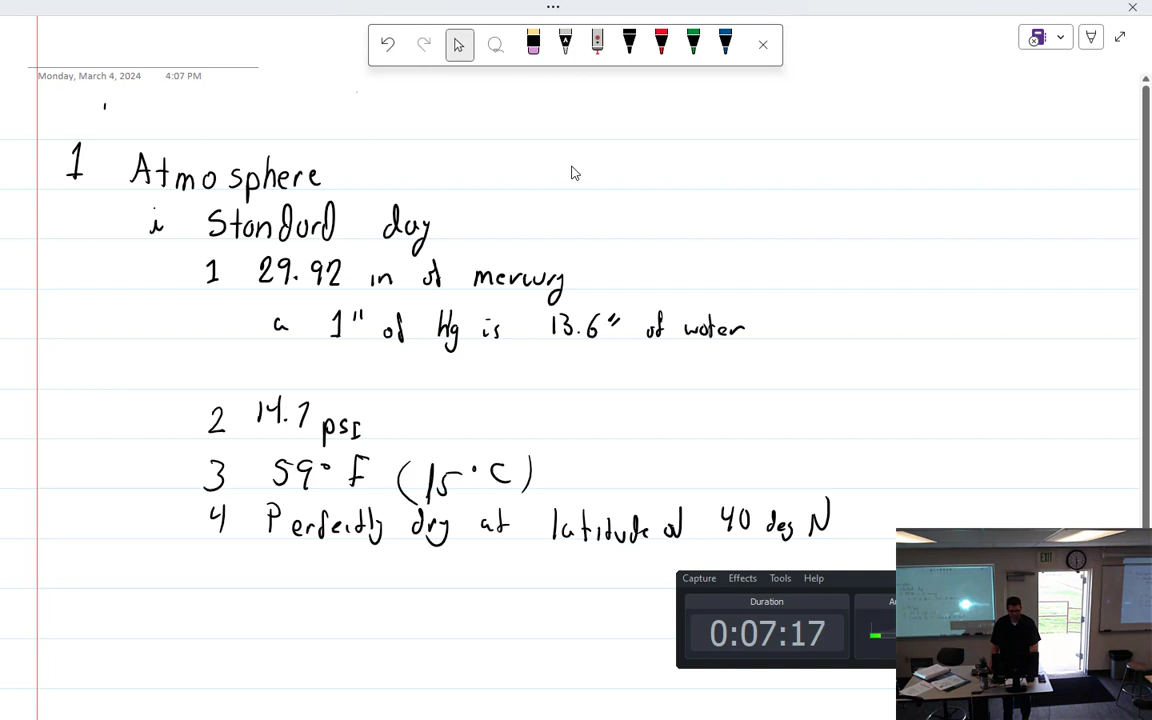 Monday, March 4, 2024 4:07 PM
1 Atmosphere
i Standard day
1 29.92 in of mercury
a 1" of Hg is 13.6" of water
2 14.7 psI
3 59° F (15°C)
4 Perfectly dry at latitude of 40 deg N
Capture Effects Tools Help
Duration
0:07:17